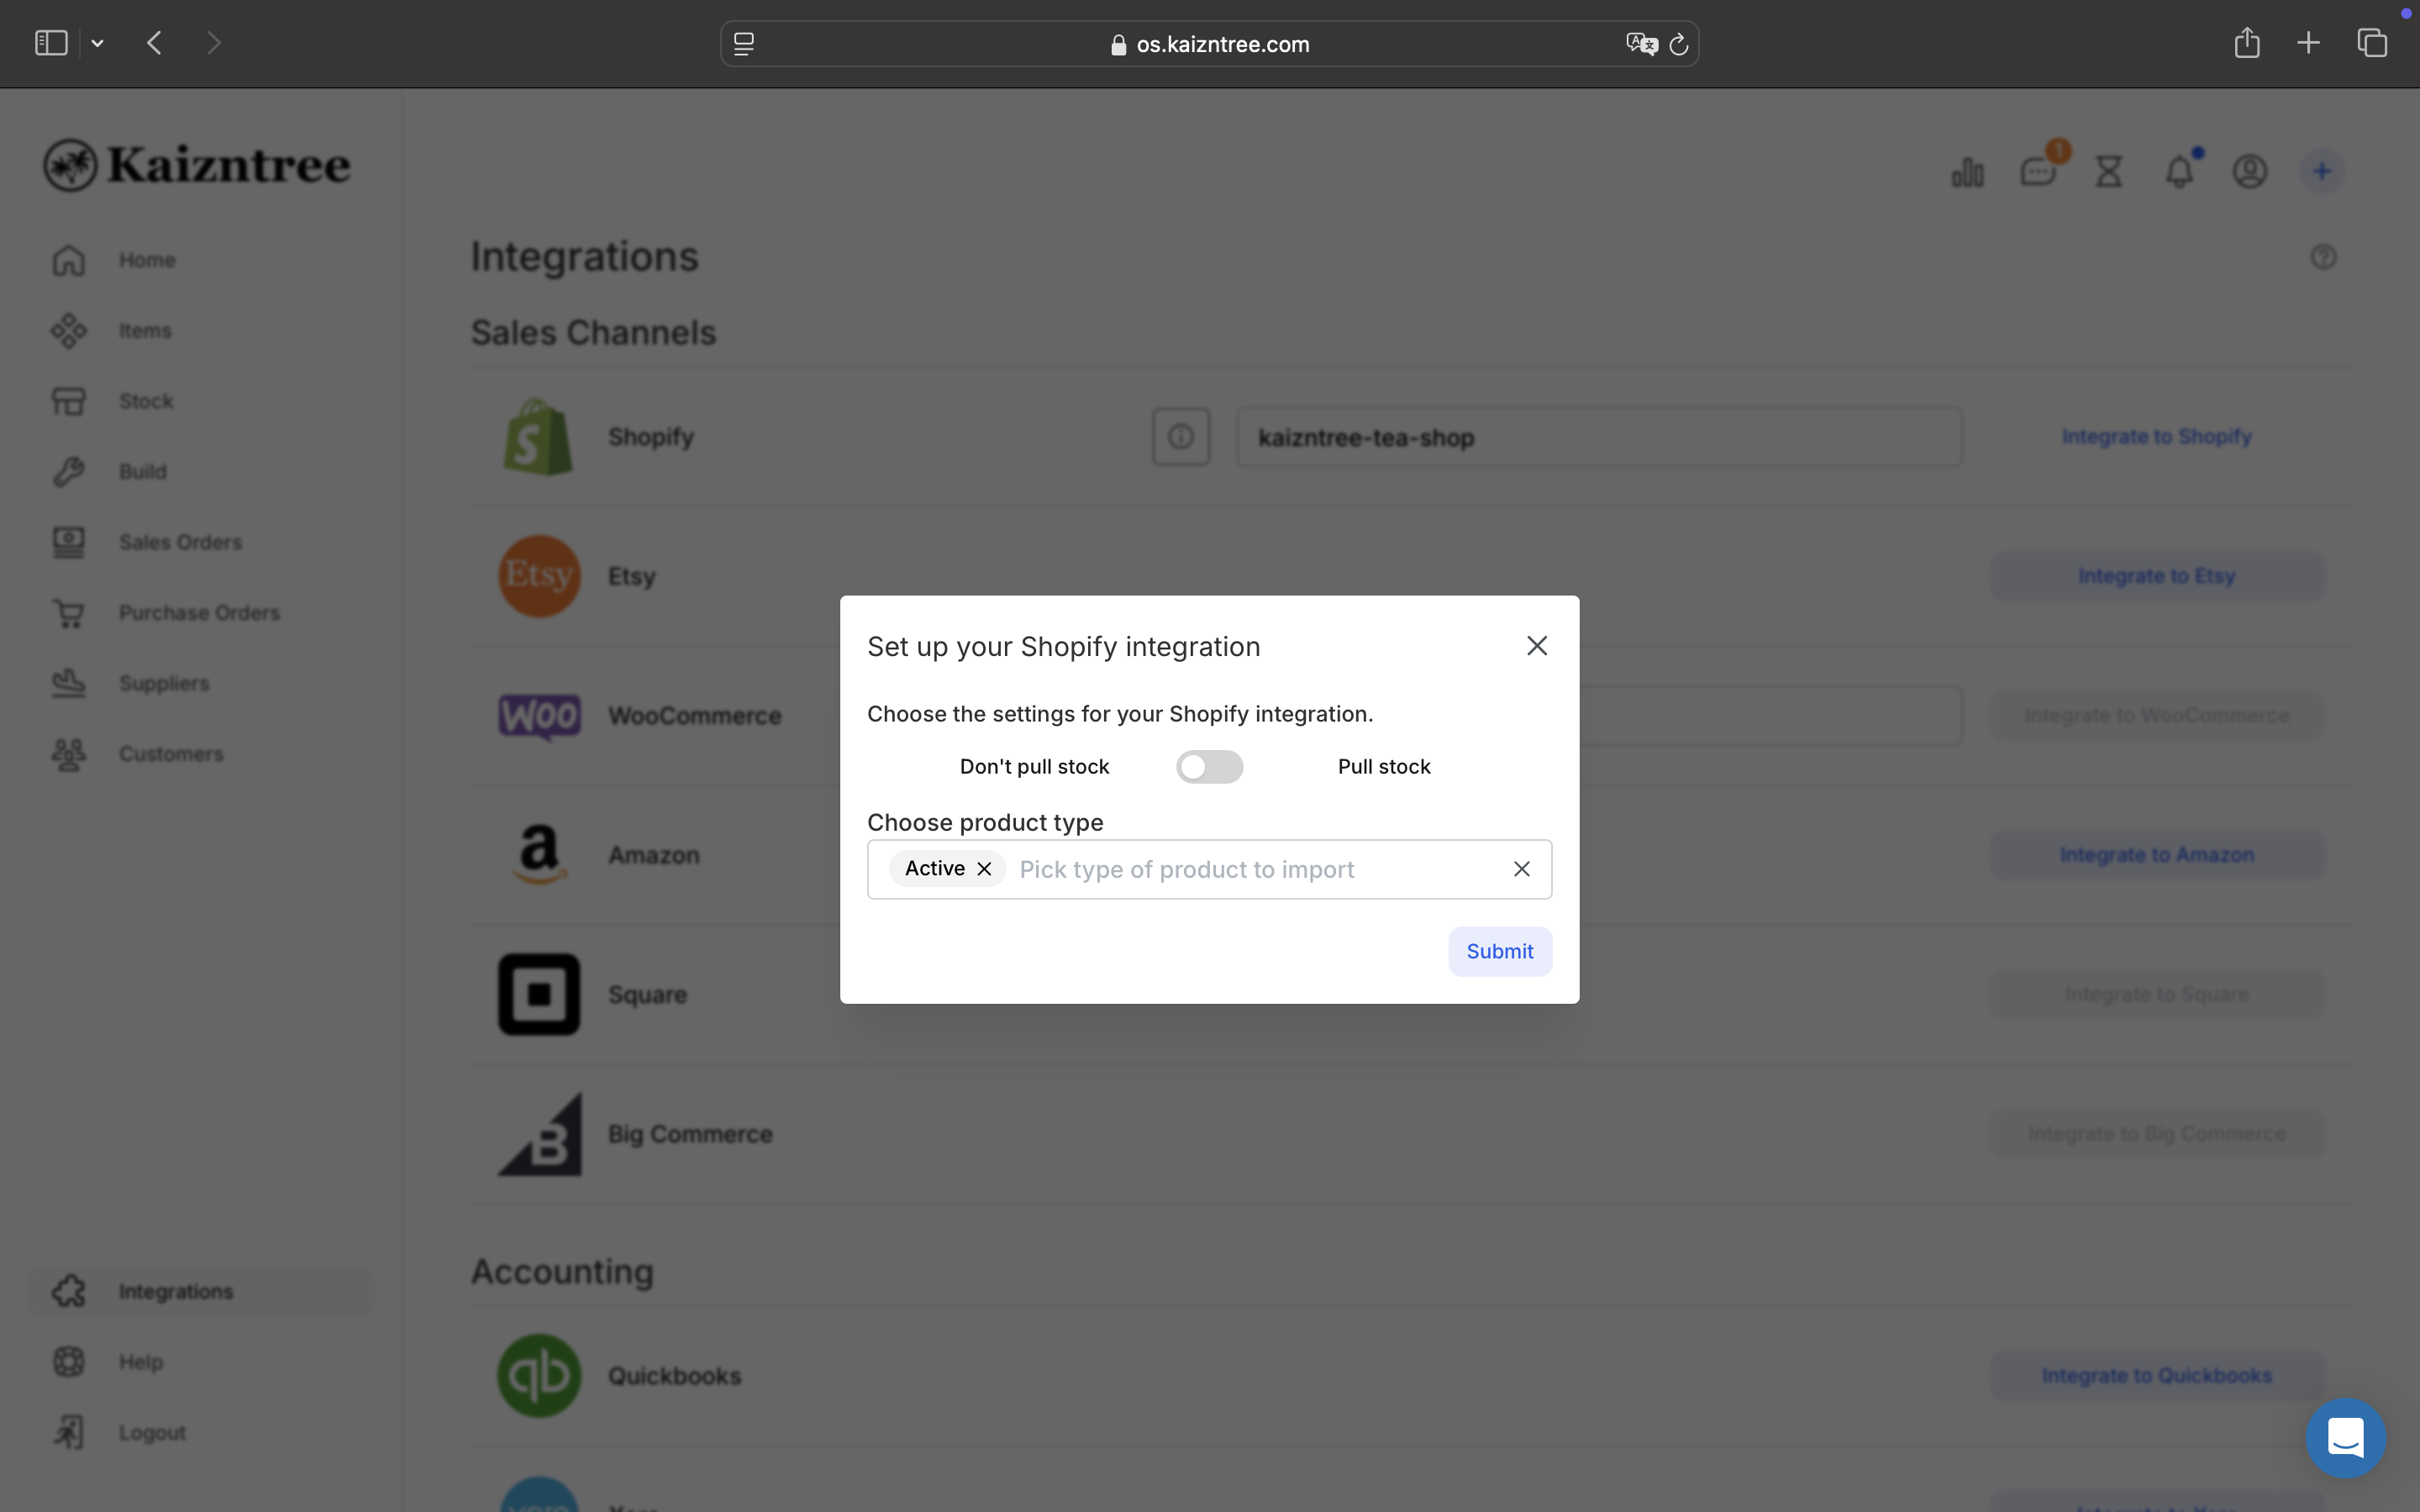 os.kaizntree.com
Kaizntree
1
Home
Items
Stock
Build
Sales Orders
Purchase Orders
Suppliers
Customers
Integrations
Help
Logout
Integrations
Sales Channels
Shopify
kaizntree-tea-shop
Integrate to Shopify
Etsy
Etsy
Integrate to Etsy
WOO
WooCommerce
Integrate to WooCommerce
a
Amazon
Integrate to Amazon
Square
Integrate to Square
B
Big Commerce
Integrate to Big Commerce
Accounting
qb
Quickbooks
Integrate to Quickbooks
Set up your Shopify integration
Choose the settings for your Shopify integration.
Don't pull stock
Pull stock
Choose product type
Active
Pick type of product to import
Submit